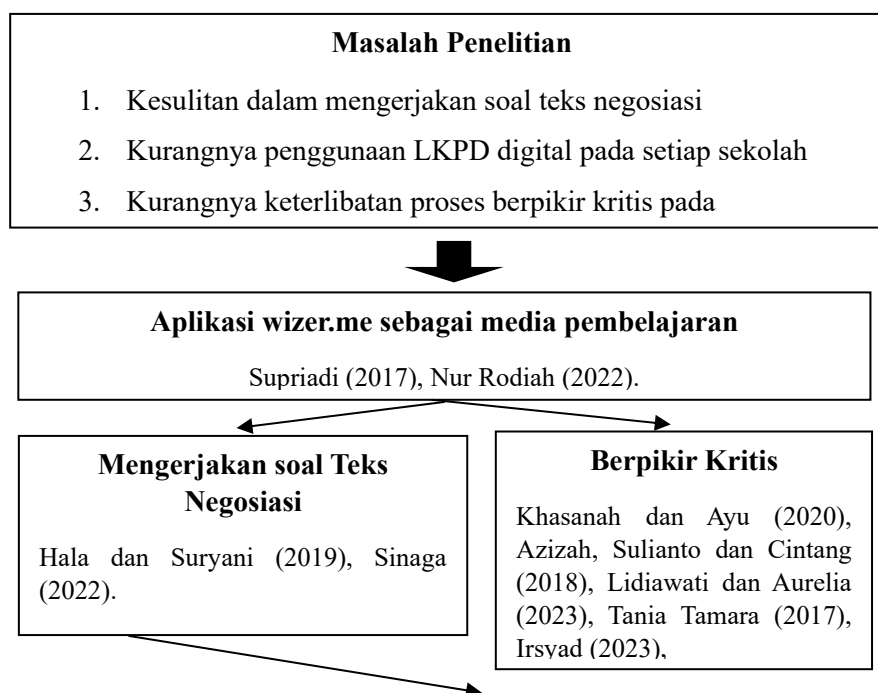 Masalah Penelitian
1. Kesulitan dalam mengerjakan soal teks negosiasi
2. Kurangnya penggunaan LKPD digital pada setiap sekolah
3. Kurangnya keterlibatan proses berpikir kritis pada
Aplikasi wizer.me sebagai media pembelajaran
Supriadi (2017), Nur Rodiah (2022).
Mengerjakan soal Teks
Negosiasi
Hala dan Suryani (2019), Sinaga
(2022).
Berpikir Kritis
Khasanah dan Ayu (2020),
Azizah, Sulianto dan Cintang
(2018), Lidiawati dan Aurelia
(2023), Tania Tamara (2017),
Irsyad (2023),